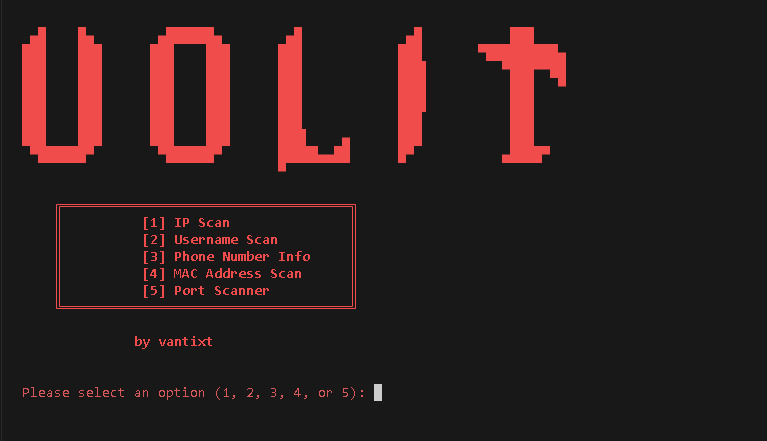 UOLIT
[1] IP Scan
[2] Username Scan
[3] Phone Number Info
[4] MAC Address Scan
[5] Port Scanner
by vantixt
Please select an option (1, 2, 3, 4, or 5):